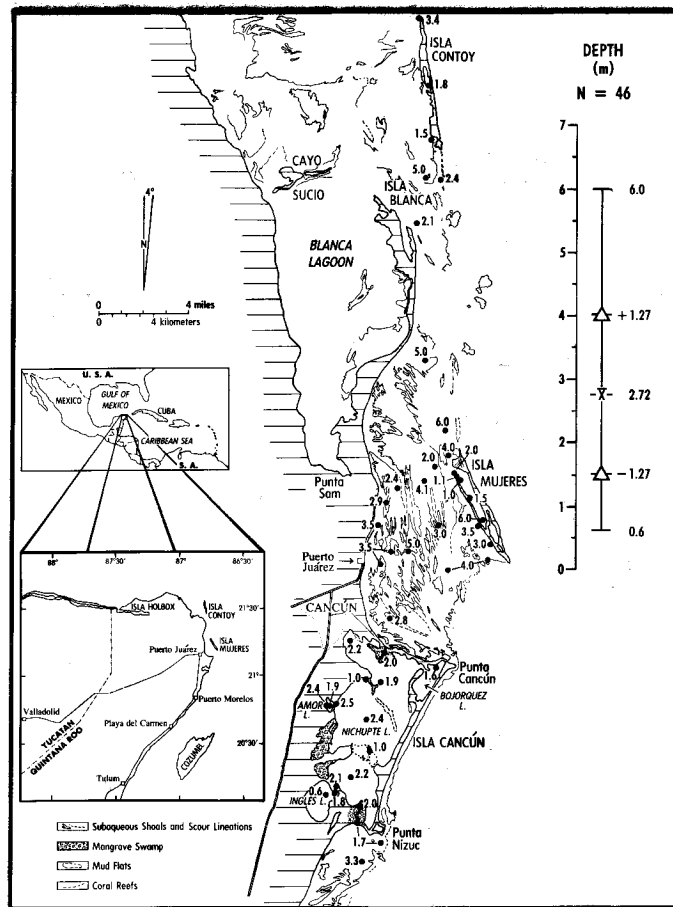 3.4
ISLA
CONTOY
1.8
1.5
5.0
2.4
CAYO
SUCIO
ISLA
BLANCA
2.1
BLANCA
LAGOON
4°
N
0 4 miles
0 4 kilometers
5.0
6.0
4.0
2.0
2.0
ISLA
MUJERES
1.1
1.0
4.1
2.4
1.5
Punta
Sam
2.9
6.0
3.5
3.5
3.0
3.0
3.5
5.0
Puerto
Juárez
4.0
CANCÚN
2.8
2.2
2.0
Punta
Cancún
1.6
1.0
1.9
BOJORQUEZ
L.
2.4
1.9
2.5
AMOR
L.
2.4
NICHUPTE L.
ISLA CANCÚN
1.0
2.2
2.1
0.6
1.8
INGLES L.
2.0
Punta
Nizuc
1.7
3.3
DEPTH
(m)
N = 46
7
6
5
4
3
2
1
0
6.0
+ 1.27
2.72
− 1.27
0.6
U. S. A.
GULF OF
MEXICO
MEXICO
CUBA
CARIBBEAN SEA
S. A.
88° 87°30' 87° 86°30'
ISLA HOLBOX
ISLA
CONTOY
21°30'
ISLA
MUJERES
Puerto Juárez
21°
Puerto Morelos
Valladolid
Playa del Carmen
TUCATAN
QUINTANA ROO
COZUMEL
20°30'
Tulum
Subaqueous Shoals and Scour Lineations
Mangrave Swamp
Mud Flats
Coral Reefs